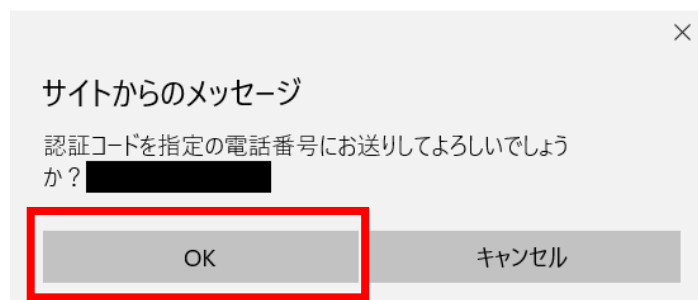 サイトからのメッセージ
認証コードを指定の電話番号にお送りしてよろしいでしょう
か？
OK
キャンセル